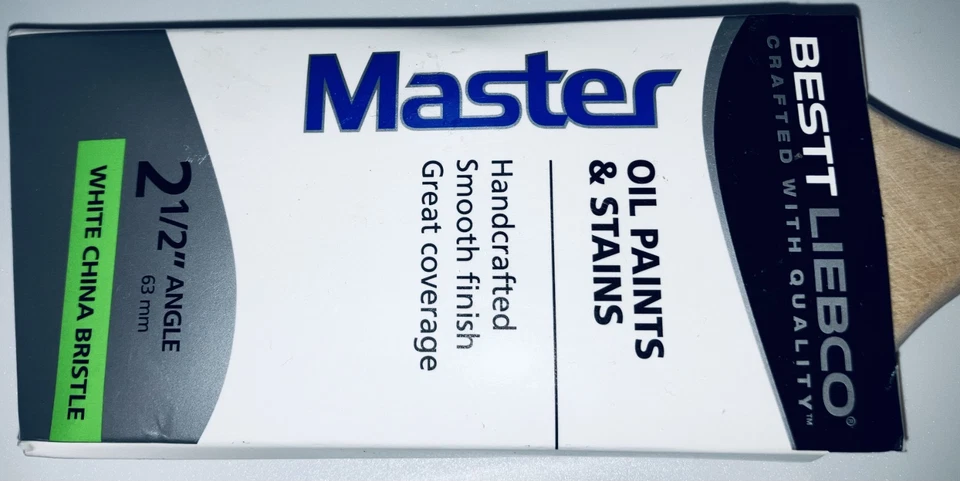 BESTT LIEBCO®
CRAFTED WITH QUALITY™
Master
OIL PAINTS
& STAINS
Handcrafted
Smooth finish
Great coverage
2 1/2" ANGLE
63 mm
WHITE CHINA BRISTLE